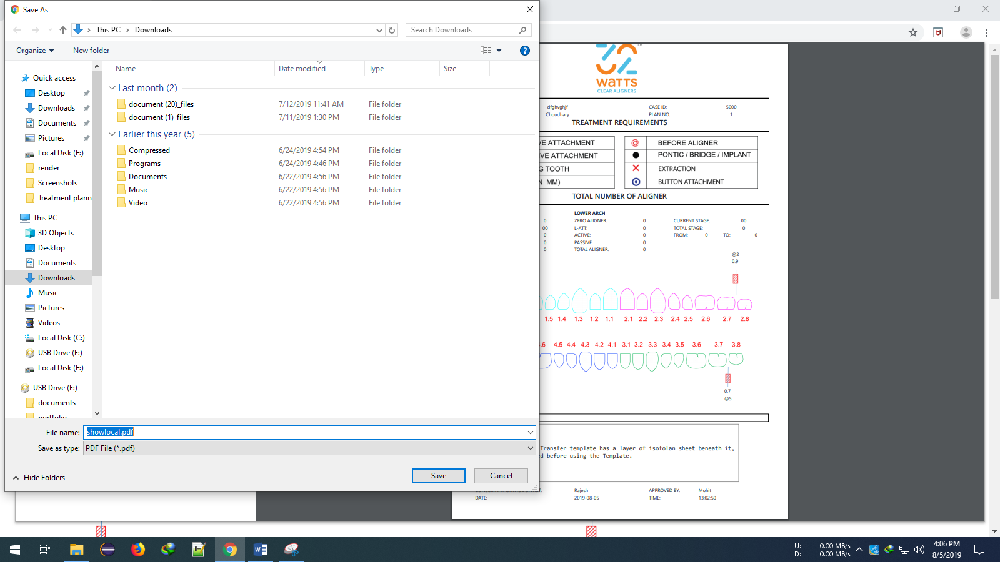 Save As
This PC
Downloads
Search Downloads
Organize
New folder
Name
Date modified
Type
Size
Quick access
Desktop
Downloads
Documents
Pictures
Local Disk (F:)
render
Screenshots
Treatment plann
This PC
3D Objects
Desktop
Documents
Downloads
Music
Pictures
Videos
Local Disk (C:)
USB Drive (E:)
Local Disk (F:)
USB Drive (E:)
documents
portfolio
Last month (2)
document (20)_files 7/12/2019 11:41 AM File folder
document (1)_files 7/11/2019 1:30 PM File folder
Earlier this year (5)
Compressed 6/24/2019 4:54 PM File folder
Programs 6/24/2019 4:46 PM File folder
Documents 6/22/2019 4:56 PM File folder
Music 6/22/2019 4:56 PM File folder
Video 6/22/2019 4:56 PM File folder
File name: showlocal.pdf
Save as type: PDF File (*.pdf)
Hide Folders
Save
Cancel
32
TM
WATTS
CLEAR ALIGNERS
dfghvghjf CASE ID: 5000
Choudhary PLAN NO: 1
TREATMENT REQUIREMENTS
VE ATTACHMENT @ BEFORE ALIGNER
VE ATTACHMENT PONTIC / BRIDGE / IMPLANT
G TOOTH EXTRACTION
N MM) BUTTON ATTACHMENT
TOTAL NUMBER OF ALIGNER
LOWER ARCH
0 ZERO ALIGNER: 0 CURRENT STAGE: 00
00 L-ATT: 0 TOTAL STAGE: 0
0 ACTIVE: 0 FROM: 0 TO: 0
0 PASSIVE: 0
0 TOTAL ALIGNER: 0
@2
0.9
1.5 1.4 1.3 1.2 1.1 2.1 2.2 2.3 2.4 2.5 2.6 2.7 2.8
.6 4.5 4.4 4.3 4.2 4.1 3.1 3.2 3.3 3.4 3.5 3.6 3.7 3.8
0.7
@5
Transfer template has a layer of isofolan sheet beneath it,
d before using the Template.
Rajesh APPROVED BY: Mohit
DATE: 2019-08-05 TIME: 13:02:50
U: 0.00 MB/s
D: 0.00 MB/s
4:06 PM
8/5/2019